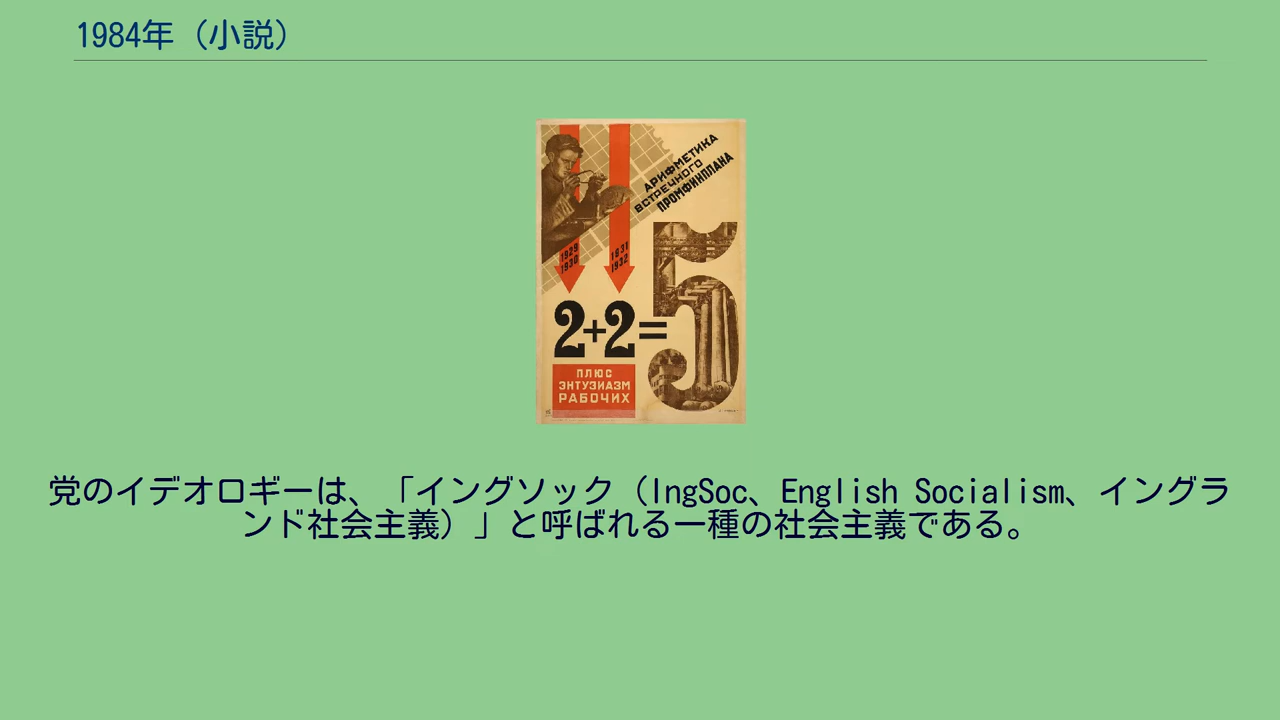 1984年（小説）
АРИФМЕТИКА
ВСТРЕЧНОГО
ПРОМФИНПЛАНА
1929
1930
1931
1932
2+2=5
ПЛЮС
ЭНТУЗИАЗМ
РАБОЧИХ
党のイデオロギーは、「イングソック（IngSoc、English Socialism、イングラ
ンド社会主義）」と呼ばれる一種の社会主義である。